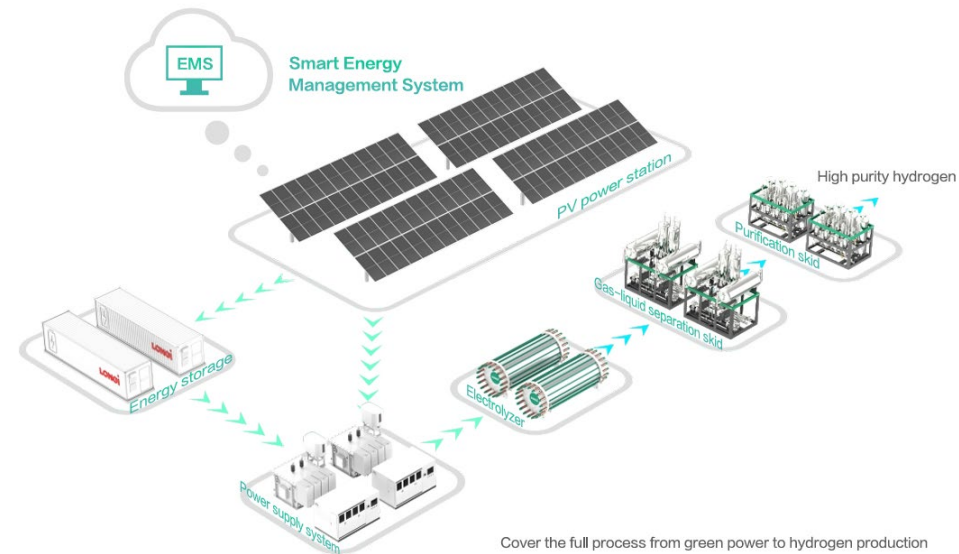 EMS
Smart Energy
Management System
PV power station
High purity hydrogen
Purification skid
Gas-liquid separation skid
LONGi
LONGi
Energy storage
Electrolyzer
Power supply system
Cover the full process from green power to hydrogen production